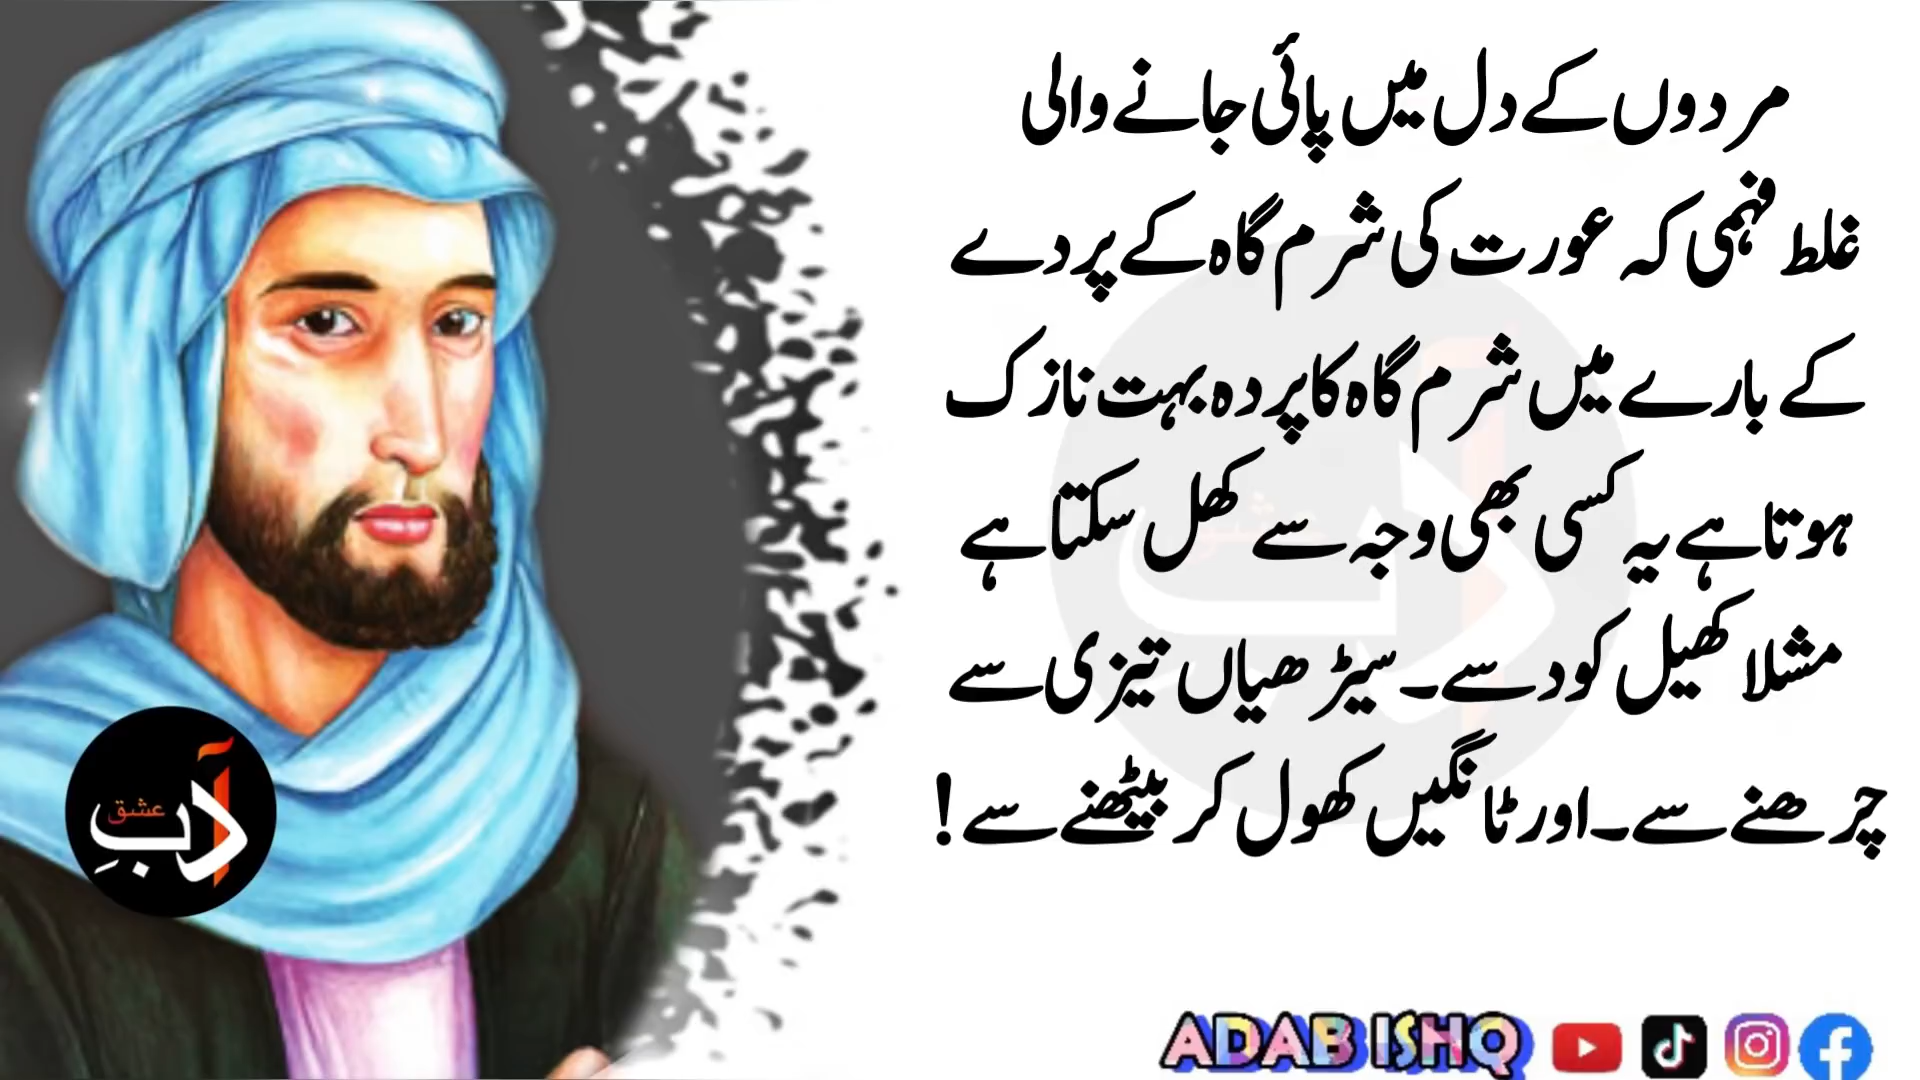 مردوں کے دل میں پائی جانے والی
غلط فہمی کہ عورت کی شرم گاہ کے پردے
کے بارے میں شرم گاہ کا پردہ بہت نازک
ہوتا ہے یہ کسی بھی وجہ سے کھل سکتا ہے
مشلا کھیل کود سے۔ سیڑھیاں تیزی سے
چڑھنے سے۔ اور ٹانگیں کھول کر بیٹھنے سے!
آدبِ
عشق
ADAB ISHQ